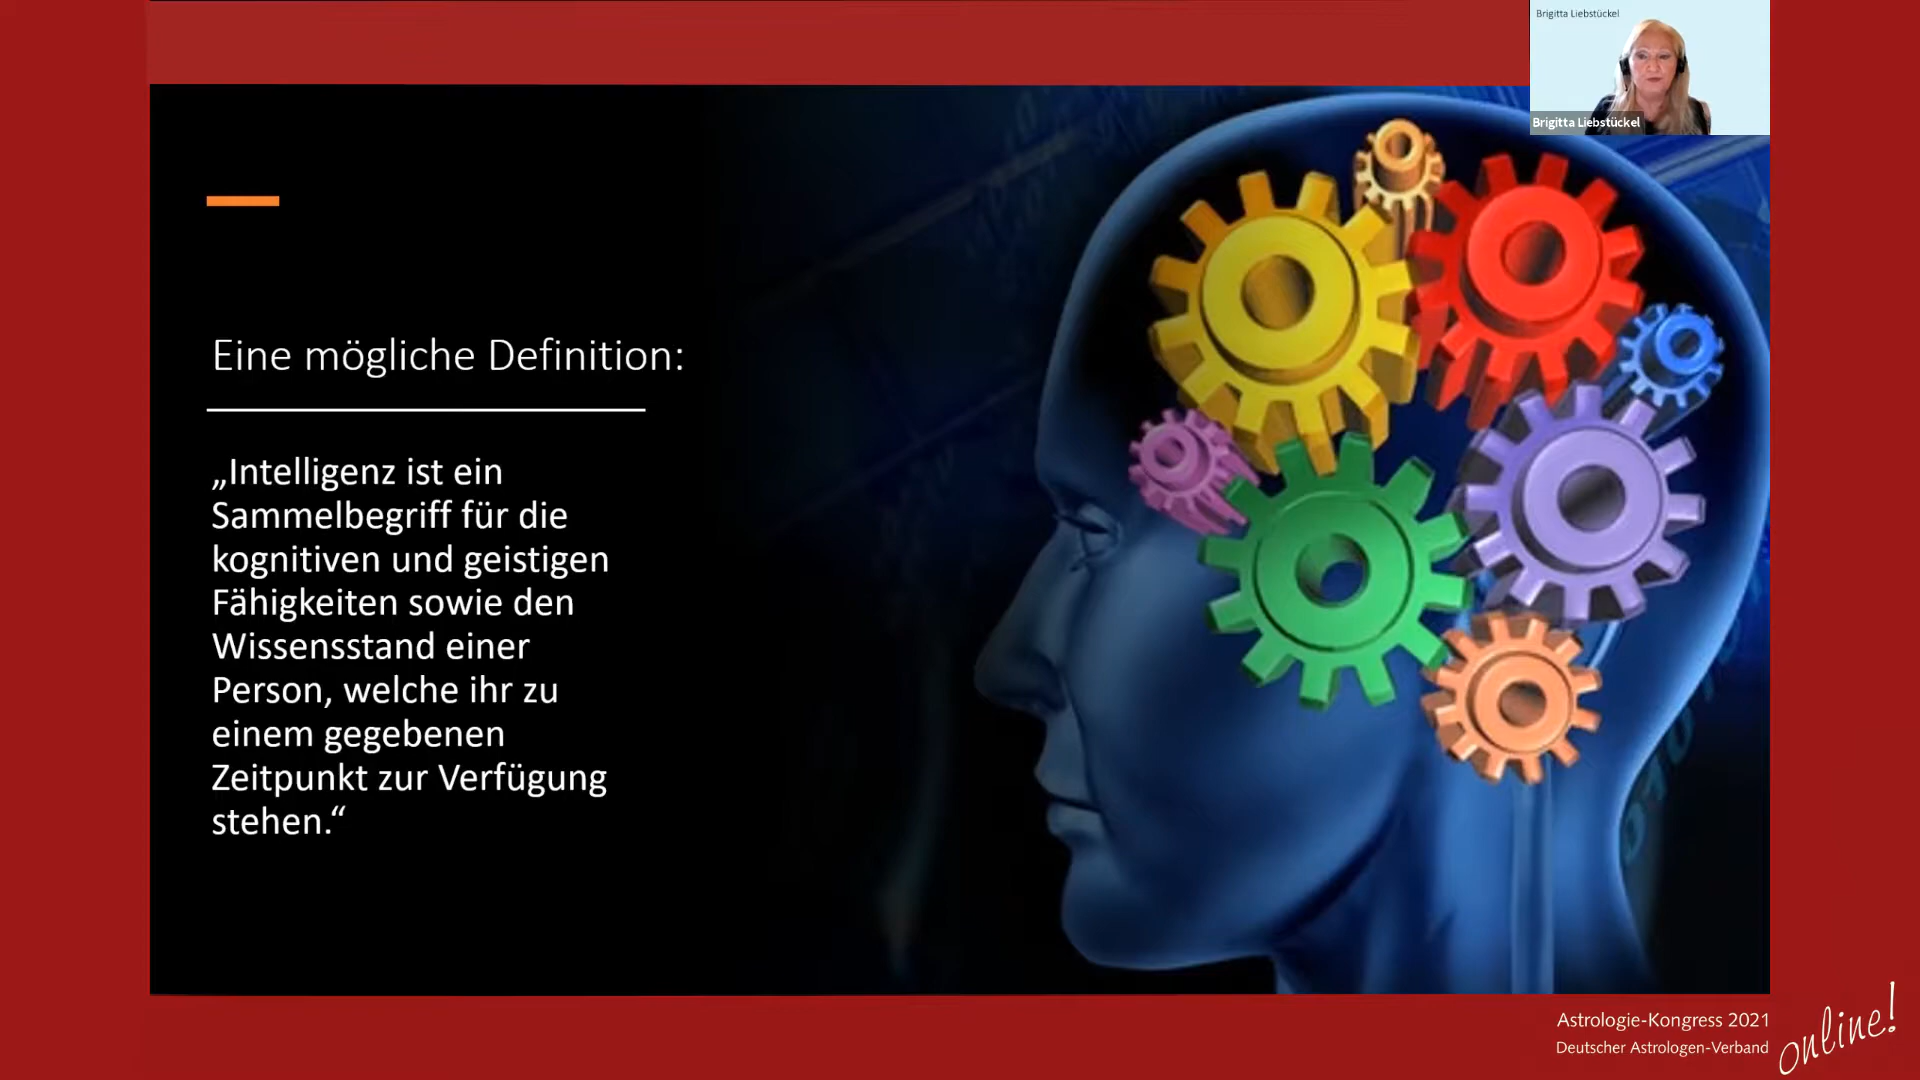 Brigitta Liebstückel
Brigitta Liebstückel
Eine mögliche Definition:
„Intelligenz ist ein
Sammelbegriff für die
kognitiven und geistigen
Fähigkeiten sowie den
Wissensstand einer
Person, welche ihr zu
einem gegebenen
Zeitpunkt zur Verfügung
stehen.“
Astrologie-Kongress 2021
Deutscher Astrologen-Verband
online!